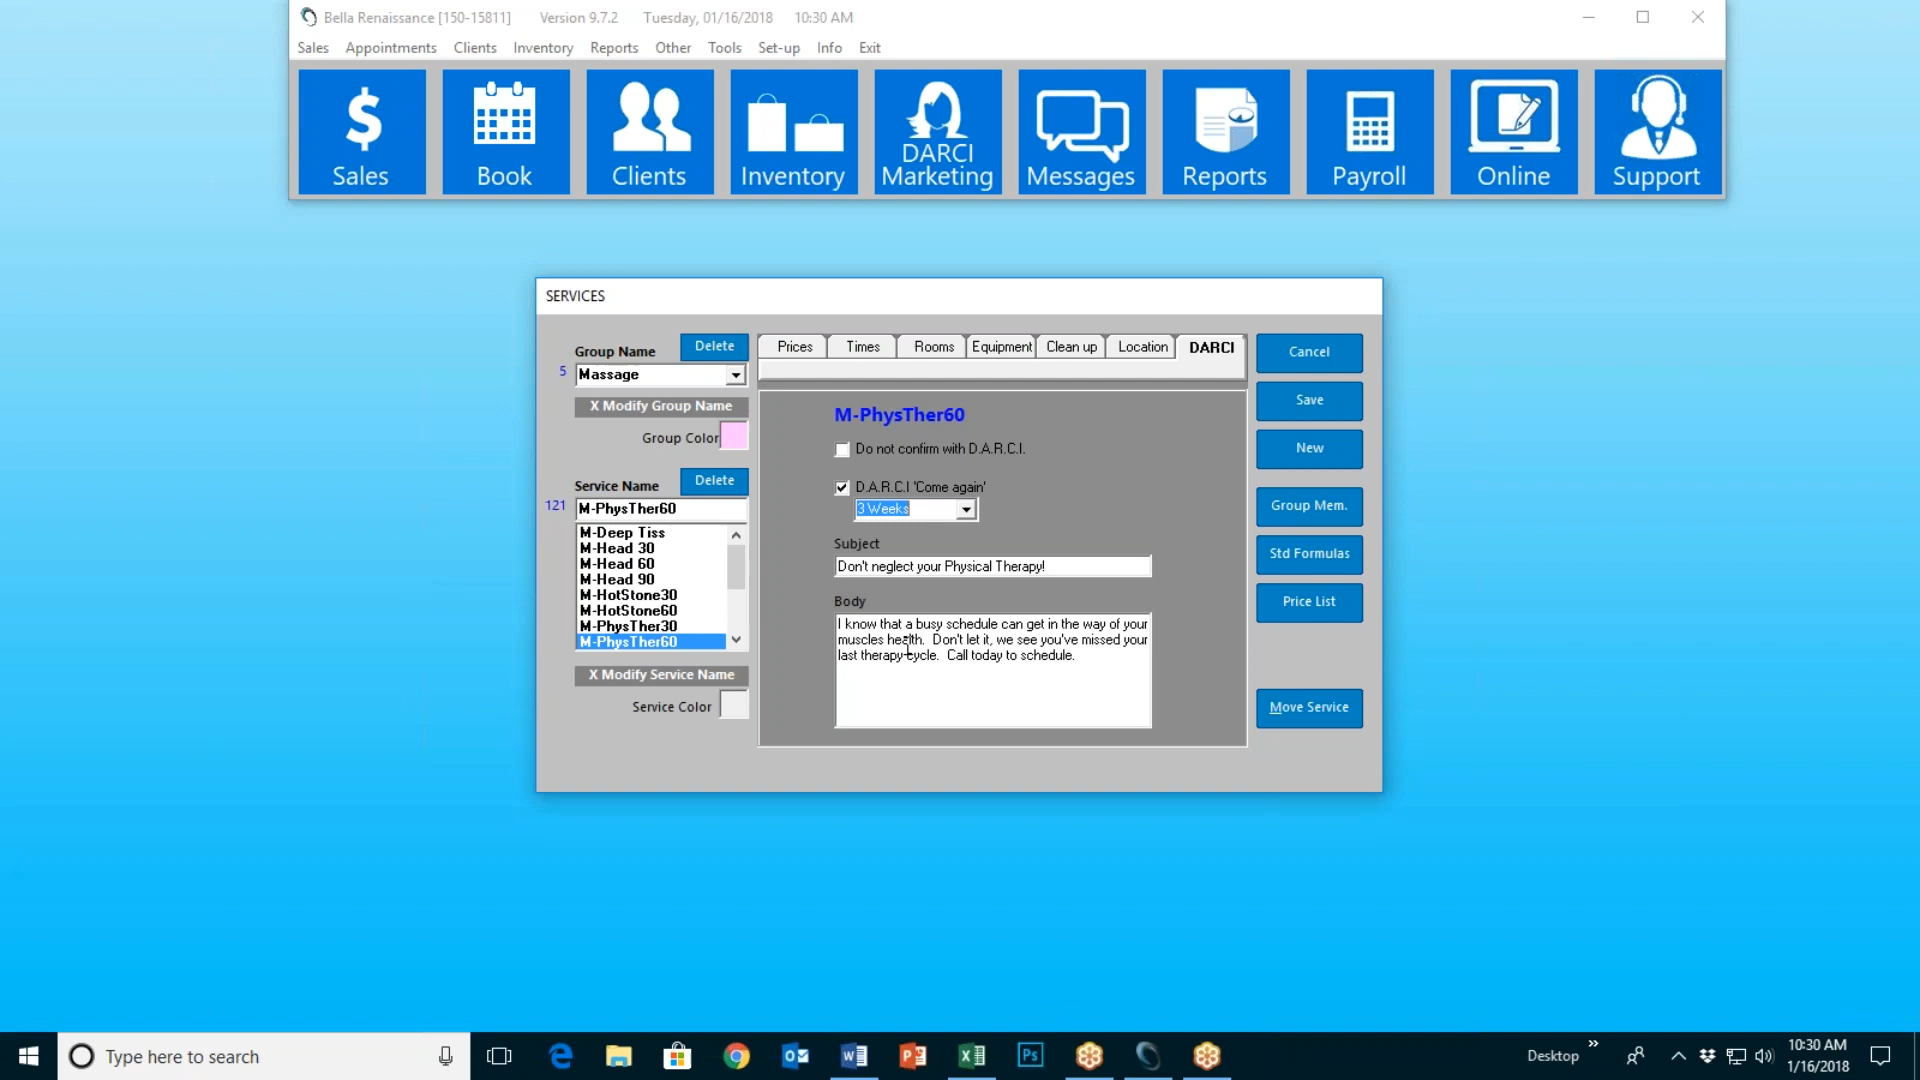 Bella Renaissance [150-15811] Version 9.7.2 Tuesday, 01/16/2018 10:30 AM
Sales Appointments Clients Inventory Reports Other Tools Set-up Info Exit
Sales
Book
Clients
Inventory
DARCI
Marketing
Messages
Reports
Payroll
Online
Support
SERVICES
Group Name
Delete
5
Massage
X Modify Group Name
Group Color
Service Name
Delete
121
M-PhysTher60
M-Deep Tiss
M-Head 30
M-Head 60
M-Head 90
M-HotStone30
M-HotStone60
M-PhysTher30
M-PhysTher60
X Modify Service Name
Service Color
Prices Times Rooms Equipment Clean up Location DARCI
M-PhysTher60
Do not confirm with D.A.R.C.I.
D.A.R.C.I 'Come again'
3 Weeks
Subject
Don't neglect your Physical Therapy!
Body
I know that a busy schedule can get in the way of your
muscles health. Don't let it, we see you've missed your
last therapy cycle. Call today to schedule.
Cancel
Save
New
Group Mem.
Std Formulas
Price List
Move Service
Type here to search
Ps
Desktop
10:30 AM
1/16/2018